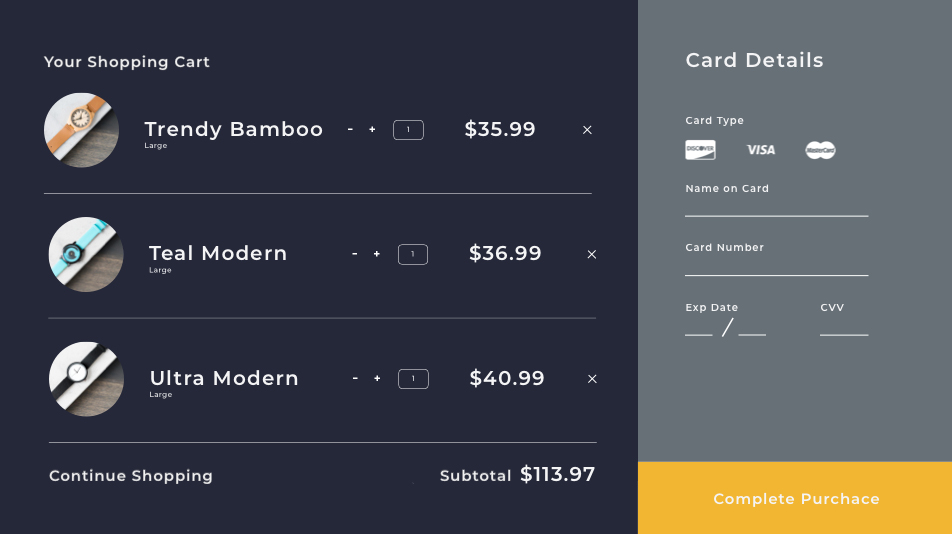 Your Shopping Cart
Trendy Bamboo - + 1 $35.99 ×
Large
Teal Modern - + 1 $36.99 ×
Large
Ultra Modern - + 1 $40.99 ×
Large
Continue Shopping Subtotal $113.97
Card Details
Card Type
DISCOVER VISA MasterCard
Name on Card
Card Number
Exp Date CVV
/
Complete Purchace